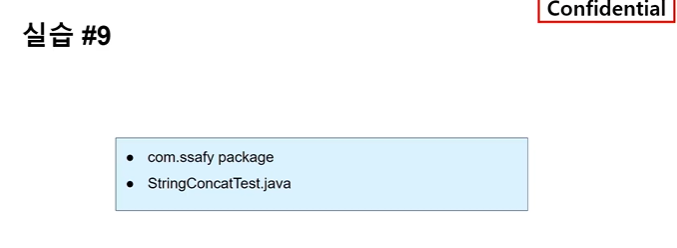 Confidential
실습 #9
● com.ssafy package
● StringConcatTest.java